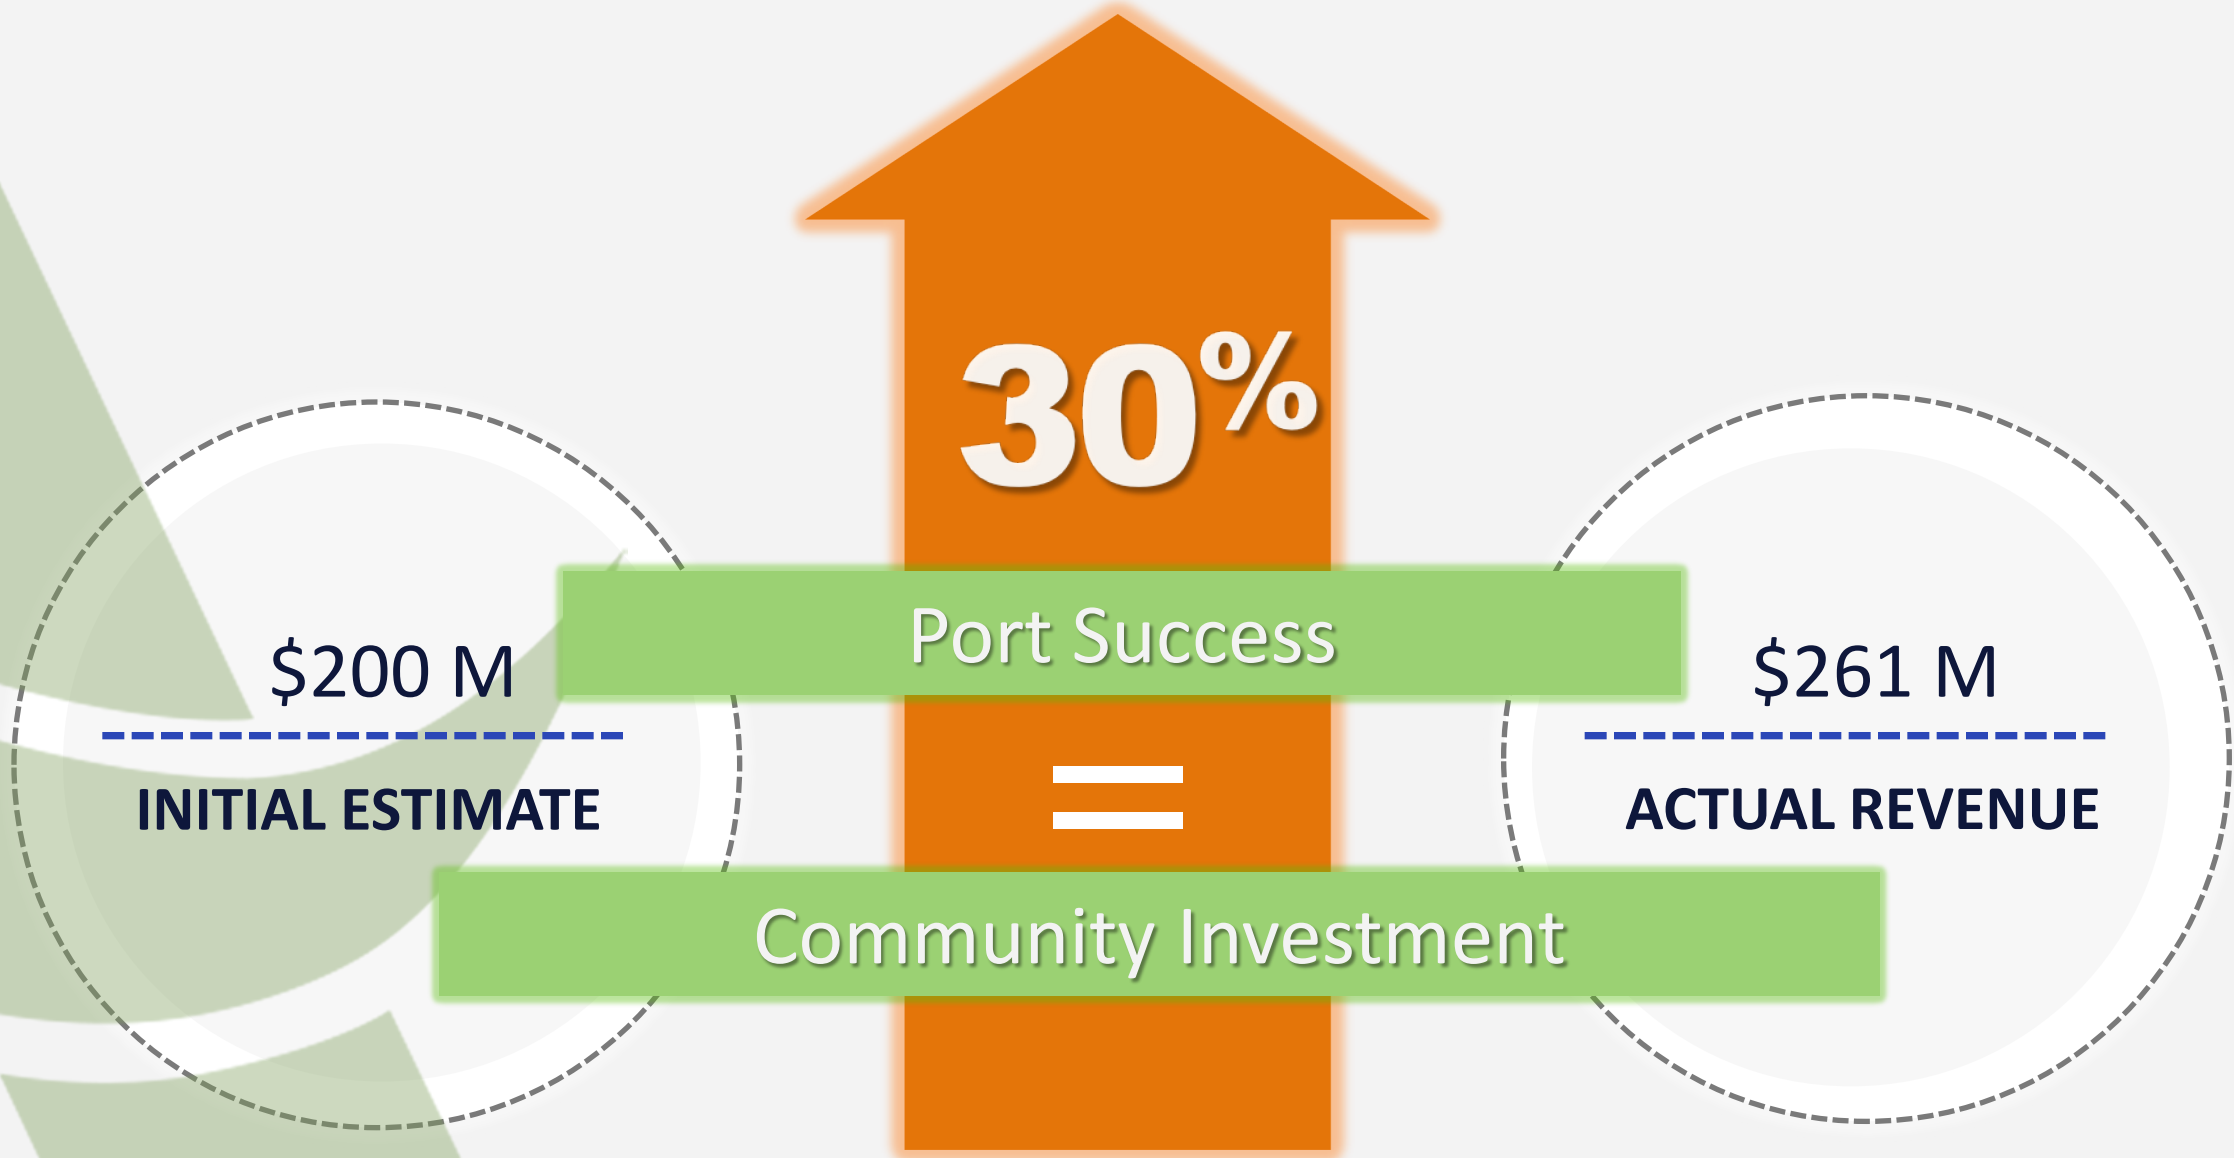 30%
Port Success
$200 M
INITIAL ESTIMATE
=
$261 M
ACTUAL REVENUE
Community Investment